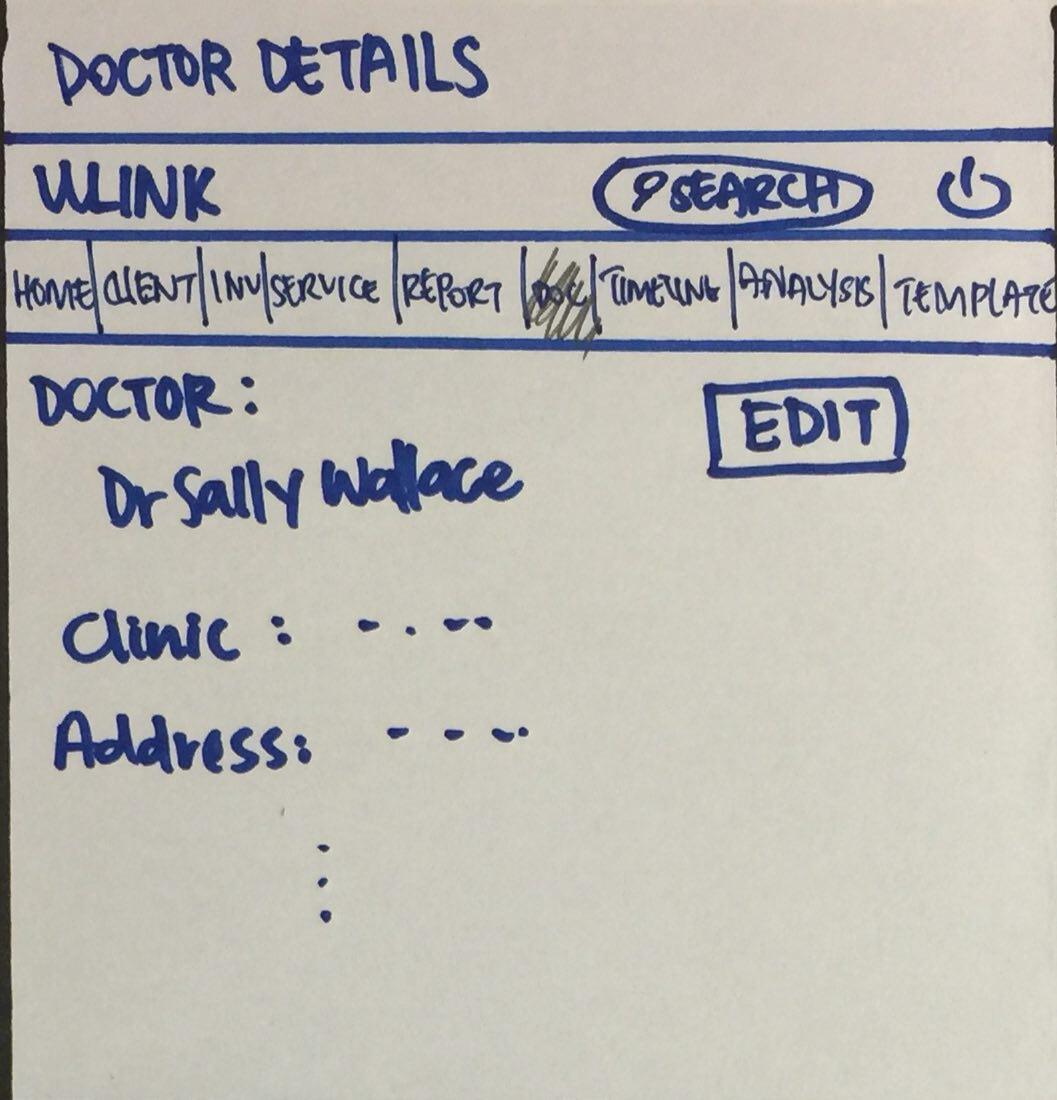 DOCTOR DETAILS
ULINK SEARCH
HOME CLIENT INV SERVICE REPORT DOC TIMELINE ANALYSIS TEMPLATE
DOCTOR: EDIT
Dr Sally Wallace
Clinic :
Address: